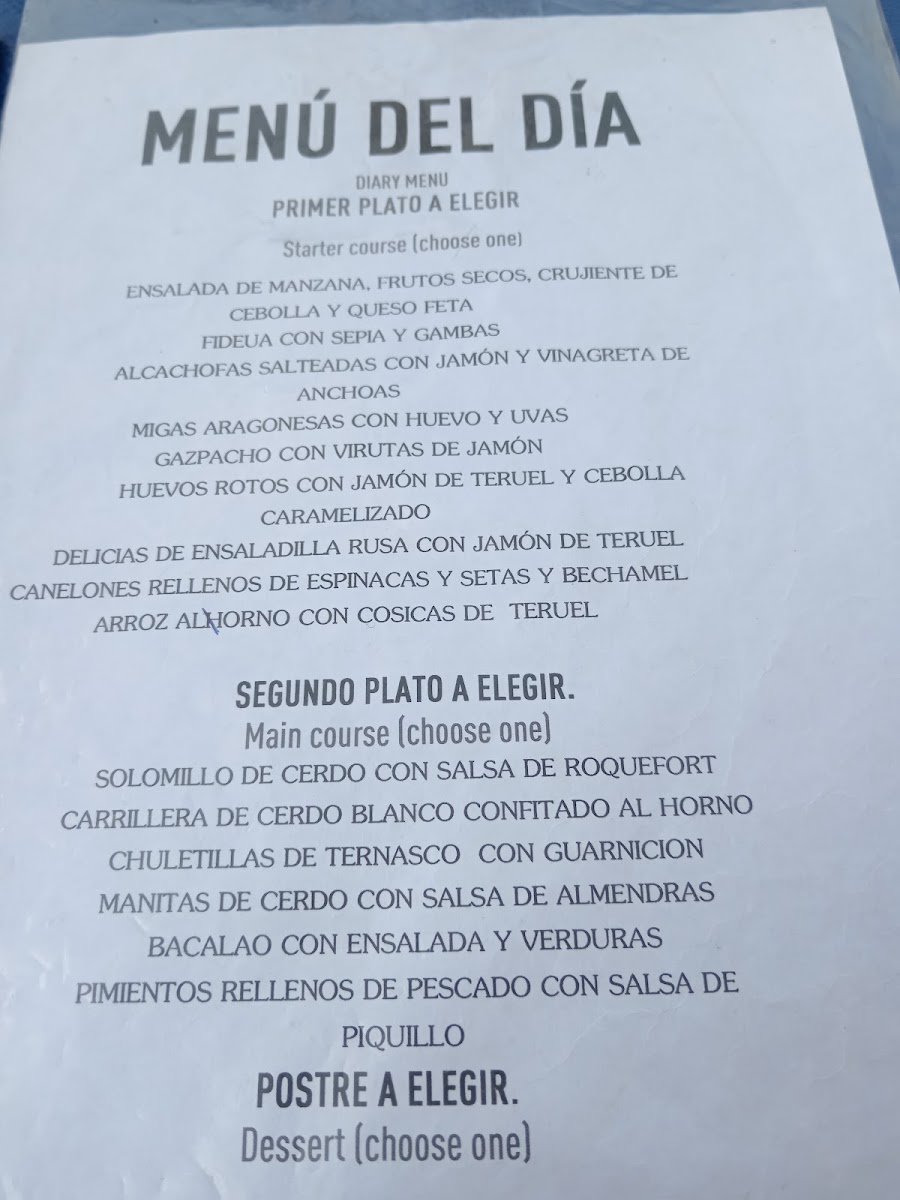 MENÚ DEL DÍA
DIARY MENU
PRIMER PLATO A ELEGIR
Starter course (choose one)
ENSALADA DE MANZANA, FRUTOS SECOS, CRUJIENTE DE
CEBOLLA Y QUESO FETA
FIDEUA CON SEPIA Y GAMBAS
ALCACHOFAS SALTEADAS CON JAMÓN Y VINAGRETA DE
ANCHOAS
MIGAS ARAGONESAS CON HUEVO Y UVAS
GAZPACHO CON VIRUTAS DE JAMÓN
HUEVOS ROTOS CON JAMÓN DE TERUEL Y CEBOLLA
CARAMELIZADO
DELICIAS DE ENSALADILLA RUSA CON JAMÓN DE TERUEL
CANELONES RELLENOS DE ESPINACAS Y SETAS Y BECHAMEL
ARROZ AL HORNO CON COSICAS DE TERUEL
SEGUNDO PLATO A ELEGIR.
Main course (choose one)
SOLOMILLO DE CERDO CON SALSA DE ROQUEFORT
CARRILLERA DE CERDO BLANCO CONFITADO AL HORNO
CHULETILLAS DE TERNASCO CON GUARNICION
MANITAS DE CERDO CON SALSA DE ALMENDRAS
BACALAO CON ENSALADA Y VERDURAS
PIMIENTOS RELLENOS DE PESCADO CON SALSA DE
PIQUILLO
POSTRE A ELEGIR.
Dessert (choose one)